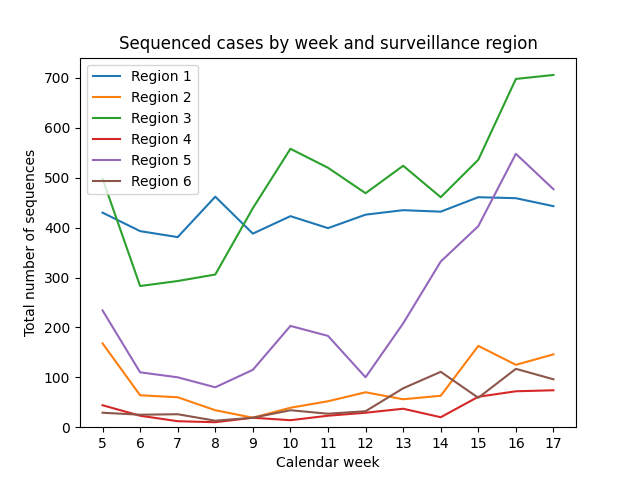 Sequenced cases by week and surveillance region
Total number of sequences
700
600
500
400
300
200
100
0
Region 1
Region 2
Region 3
Region 4
Region 5
Region 6
5 6 7 8 9 10 11 12 13 14 15 16 17
Calendar week